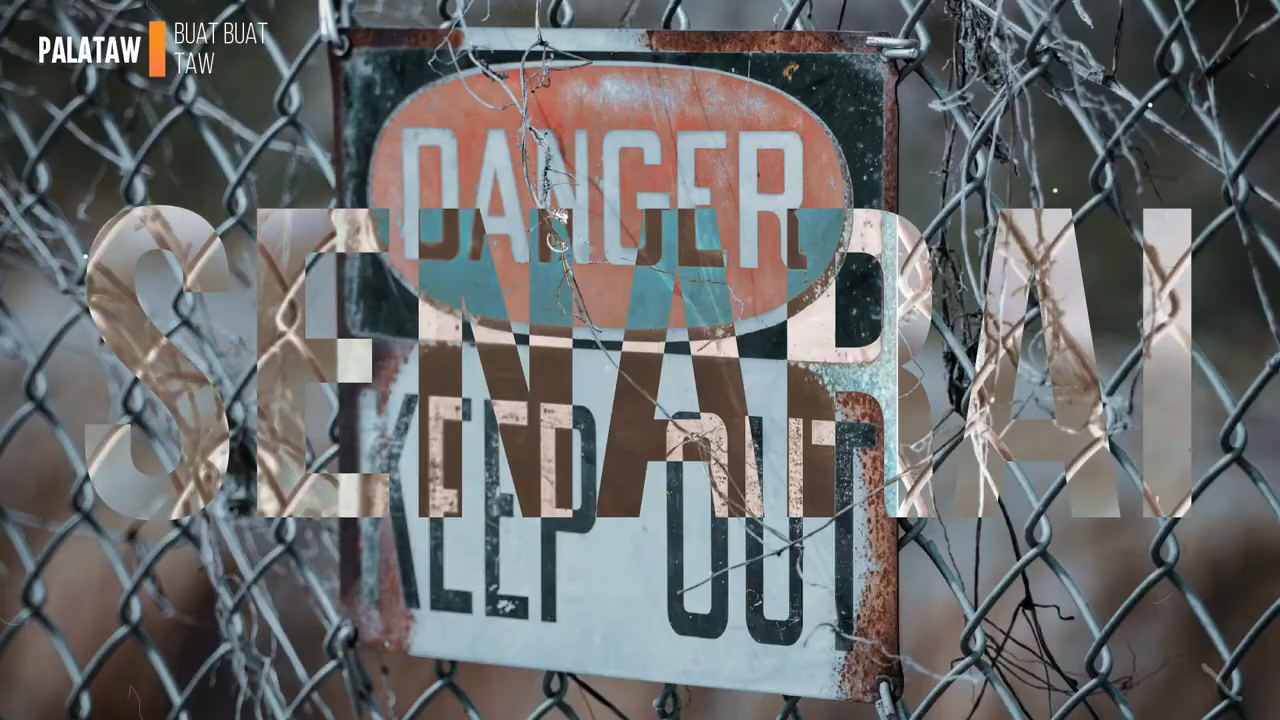 PALATAW
BUAT BUAT
TAW
DANGER
SENARAI
KEEP OUT